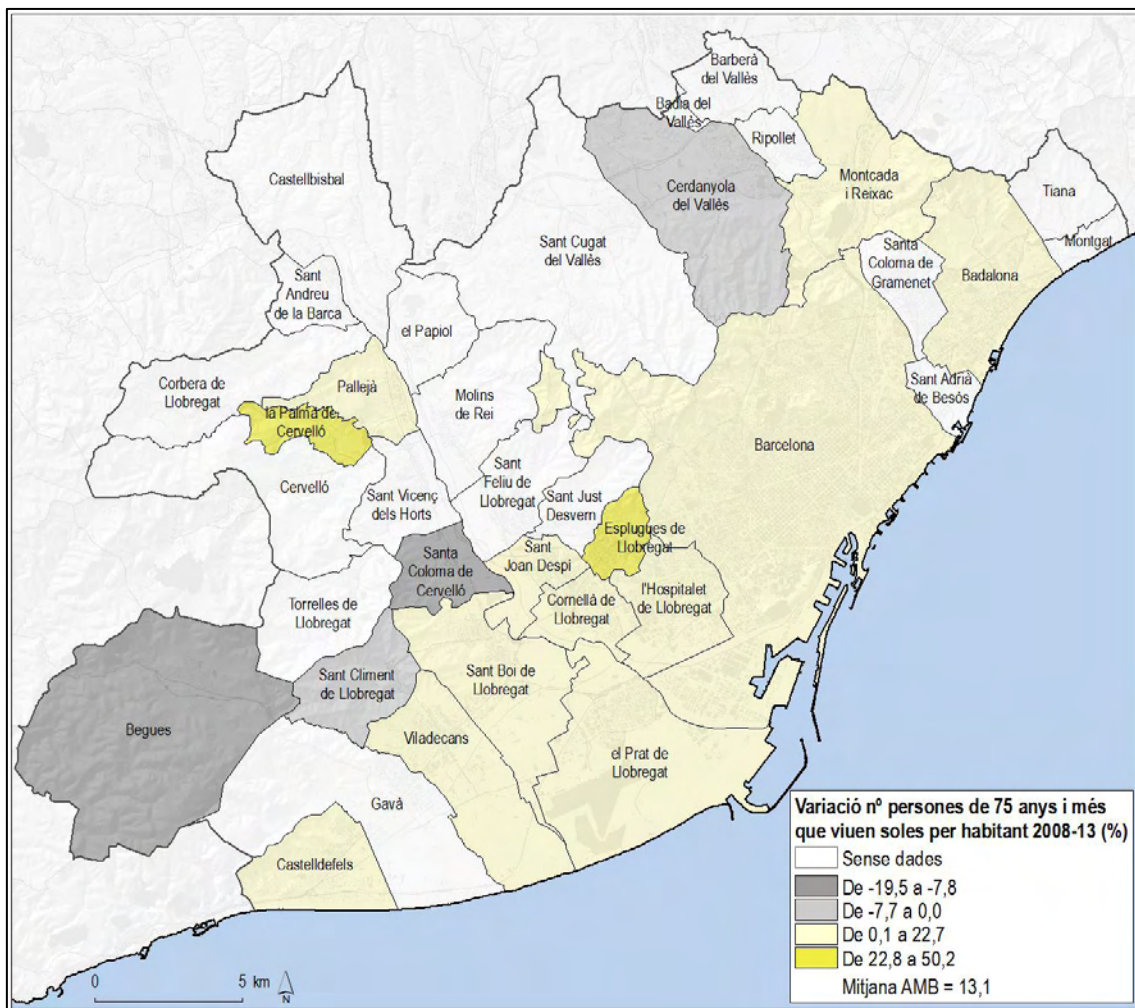 Barberà
del Vallès
Badia del
Vallès
Ripollet
Castellbisbal
Cerdanyola
del Vallès
Montcada
i Reixac
Tiana
Montgat
Sant Cugat
del Vallès
Santa
Coloma de
Gramenet
Badalona
Sant
Andreu
de la Barca
el Papiol
Corbera de
Llobregat
Pallejà
Molins
de Rei
Sant Adrià
de Besòs
la Palma de
Cervelló
Barcelona
Cervelló
Sant
Feliu de
Llobregat
Sant Vicenç
dels Horts
Sant Just
Desvern
Esplugues de
Llobregat
Santa
Coloma de
Cervelló
Sant
Joan Despí
Cornellà de
Llobregat
l'Hospitalet
de Llobregat
Torrelles de
Llobregat
Sant Climent
de Llobregat
Sant Boi de
Llobregat
Begues
Viladecans
el Prat de
Llobregat
Gavà
Castelldefels
Variació nº persones de 75 anys i més
que viuen soles per habitant 2008-13 (%)
Sense dades
De -19,5 a -7,8
De -7,7 a 0,0
De 0,1 a 22,7
De 22,8 a 50,2
Mitjana AMB = 13,1
0 5 km
N